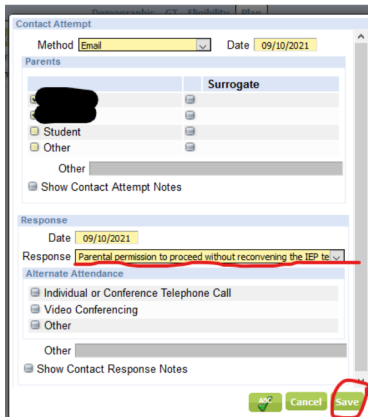 Demographic GT Eligibility Plan
Contact Attempt
Method Email Date 09/10/2021
Parents
Surrogate
Student
Other
Other
Show Contact Attempt Notes
Response
Date 09/10/2021
Response Parental permission to proceed without reconvening the IEP te
Alternate Attendance
Individual or Conference Telephone Call
Video Conferencing
Other
Other
Show Contact Response Notes
ABC Cancel Save